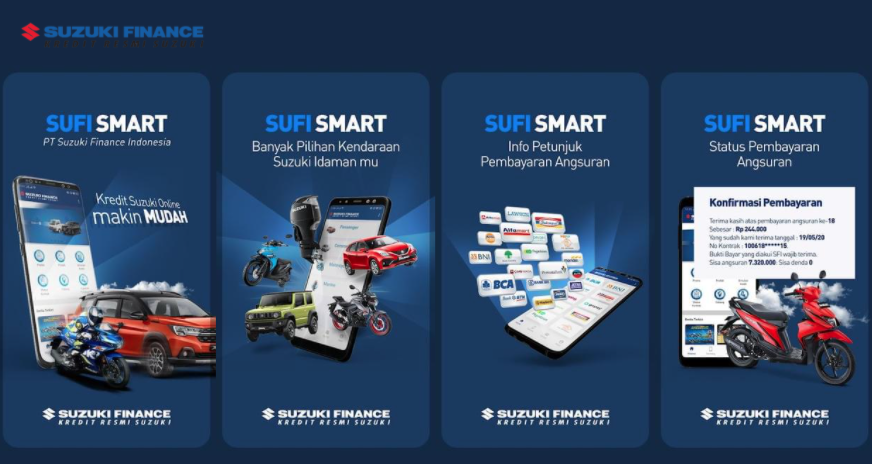 SUZUKI FINANCE
KREDIT RESMI SUZUKI
SUFI SMART
PT Suzuki Finance Indonesia
Kredit Suzuki Online
makin MUDAH
SUZUKI FINANCE
KREDIT RESMI SUZUKI
SUFI SMART
Banyak Pilihan Kendaraan
Suzuki Idaman mu
SUZUKI FINANCE
KREDIT RESMI SUZUKI
SUFI SMART
Info Petunjuk
Pembayaran Angsuran
LAWSON
Alfamart
BNI
BCA
BNI
SUZUKI FINANCE
KREDIT RESMI SUZUKI
SUFI SMART
Status Pembayaran
Angsuran
Konfirmasi Pembayaran
Terima kasih atas pembayaran angsuran ke-18
Sebesar : Rp 244.000
Yang sudah kami terima tanggal : 19/05/20
No Kontrak : 100618*****15
Bukti Bayar yang diakui SFI wajib terima.
Sisa angsuran 7.320.000. Sisa denda 0
SUZUKI FINANCE
KREDIT RESMI SUZUKI